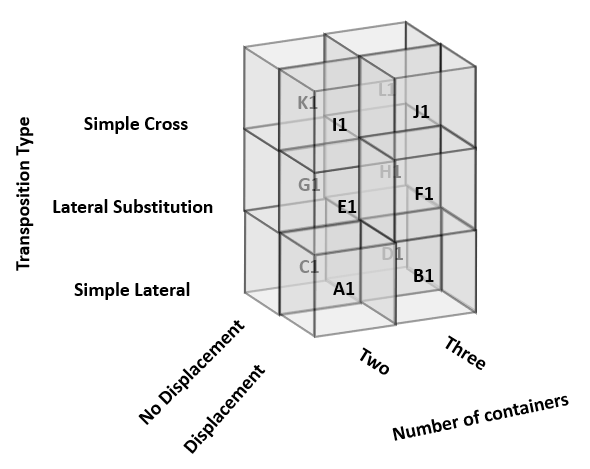 Transposition Type
Simple Cross
Lateral Substitution
Simple Lateral
K1
L1
I1
J1
G1
H1
E1
F1
C1
D1
A1
B1
No Displacement
Displacement
Two
Three
Number of containers